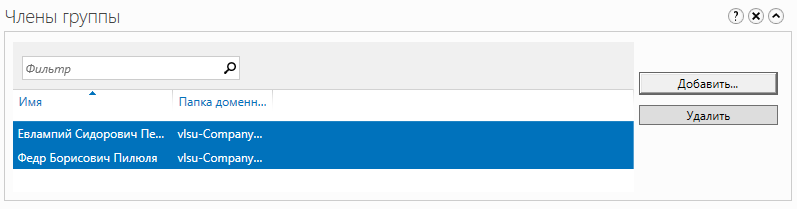 Члены группы
Фильтр
Добавить...
Имя Папка доменн...
Удалить
Евлампий Сидорович Пе... vlsu-Company...
Федр Борисович Пилюля vlsu-Company...